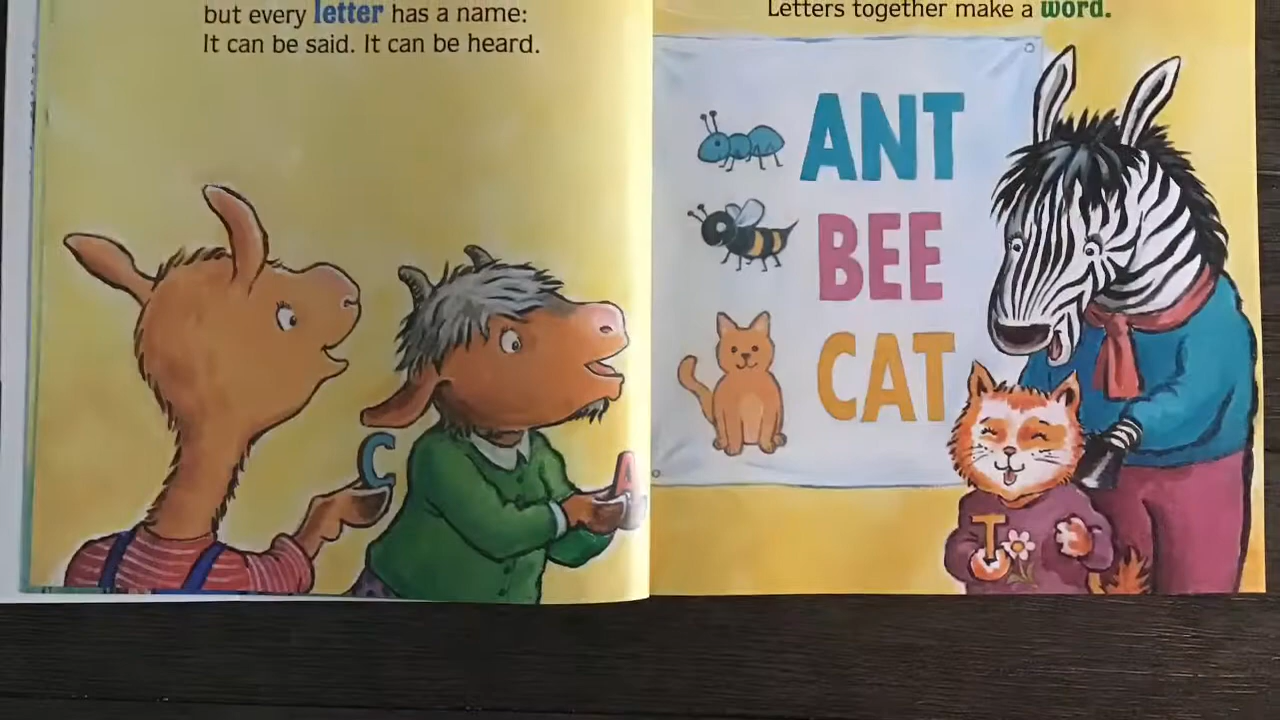 but every letter has a name:
It can be said. It can be heard.
C
A
Letters together make a word.
ANT
BEE
CAT
T